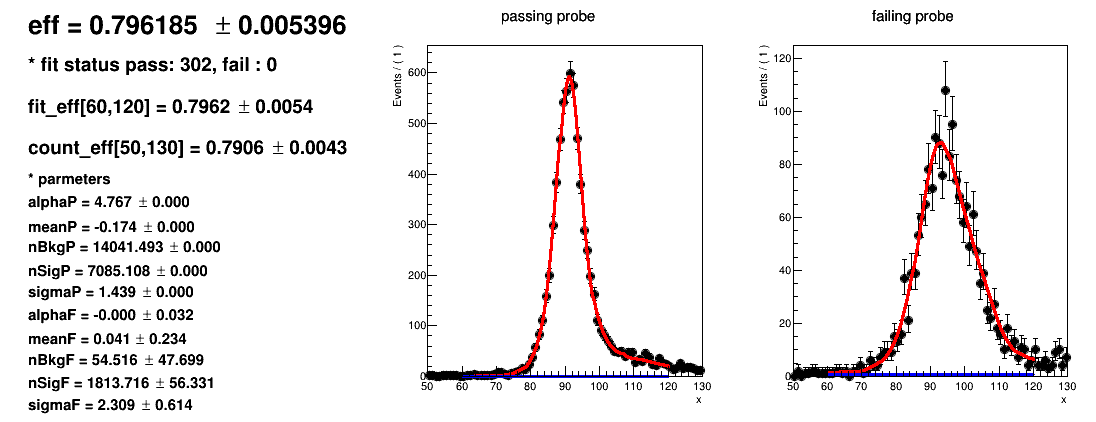 eff = 0.796185 ± 0.005396
* fit status pass: 302, fail : 0
fit_eff[60,120] = 0.7962 ± 0.0054
count_eff[50,130] = 0.7906 ± 0.0043
* parmeters
alphaP = 4.767 ± 0.000
meanP = -0.174 ± 0.000
nBkgP = 14041.493 ± 0.000
nSigP = 7085.108 ± 0.000
sigmaP = 1.439 ± 0.000
alphaF = -0.000 ± 0.032
meanF = 0.041 ± 0.234
nBkgF = 54.516 ± 47.699
nSigF = 1813.716 ± 56.331
sigmaF = 2.309 ± 0.614
passing probe
Events / ( 1 )
600
500
400
300
200
100
0
50 60 70 80 90 100 110 120 130
x
failing probe
Events / ( 1 )
120
100
80
60
40
20
0
50 60 70 80 90 100 110 120 130
x